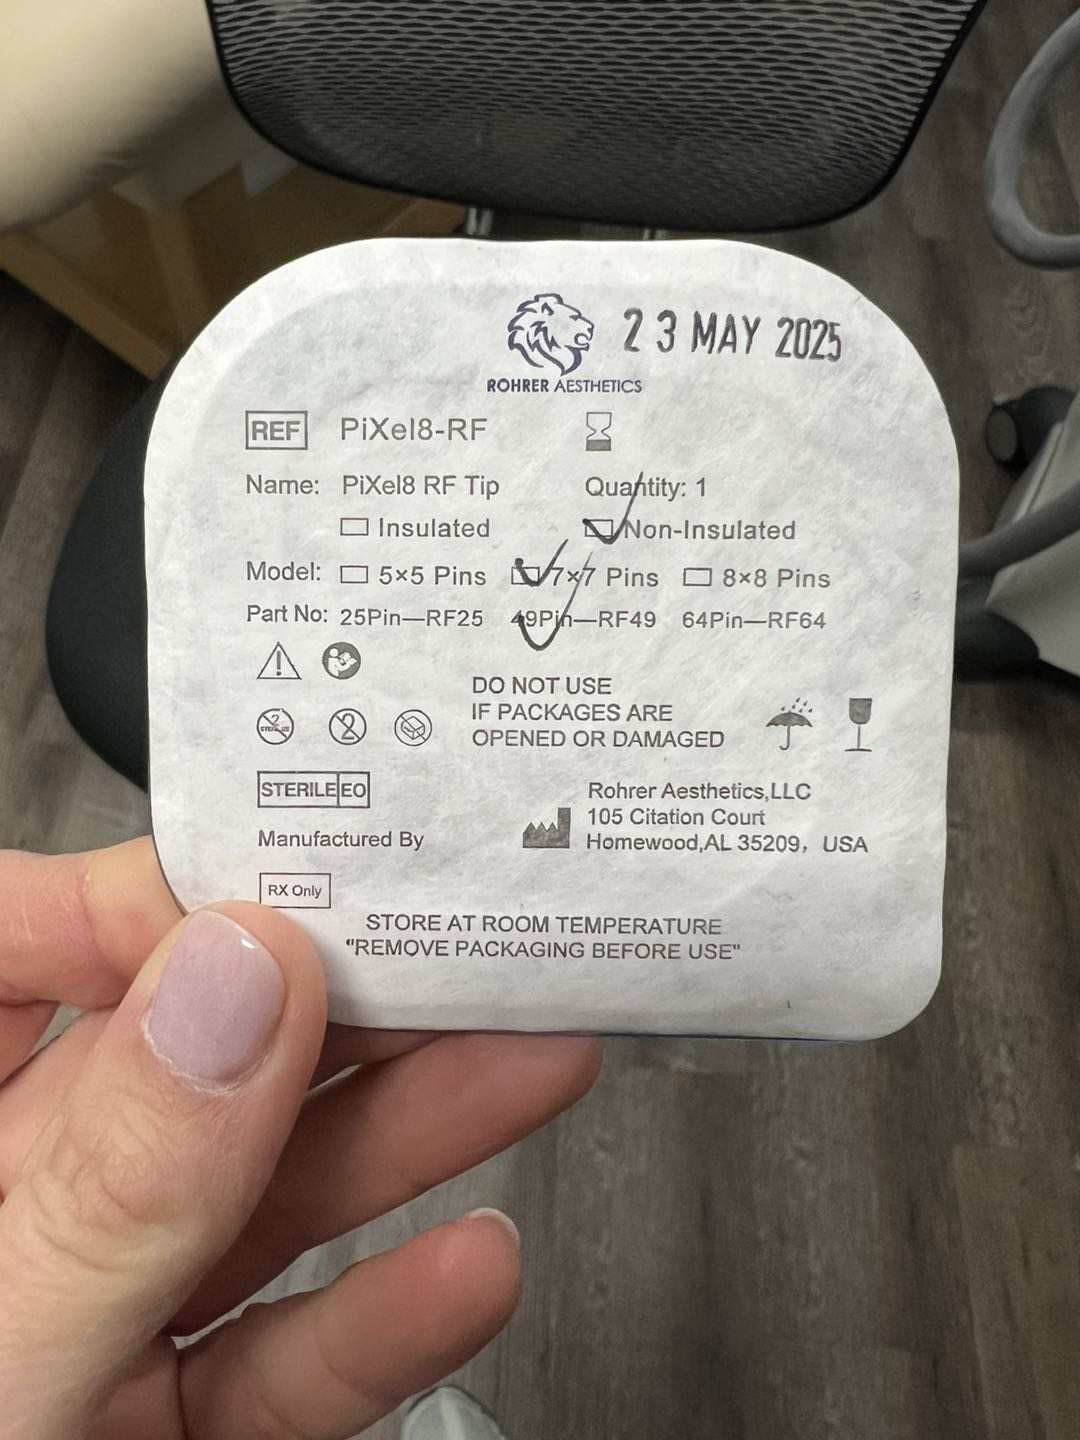 23 MAY 2025
ROHRER AESTHETICS
REF PiXel8-RF
Name: PiXel8 RF Tip Quantity: 1
Insulated Non-Insulated
Model: 5×5 Pins 7×7 Pins 8×8 Pins
Part No: 25Pin—RF25 49Pin—RF49 64Pin—RF64
DO NOT USE
IF PACKAGES ARE
OPENED OR DAMAGED
STERILE EO
Rohrer Aesthetics,LLC
105 Citation Court
Homewood,AL 35209, USA
Manufactured By
RX Only
STORE AT ROOM TEMPERATURE
"REMOVE PACKAGING BEFORE USE"